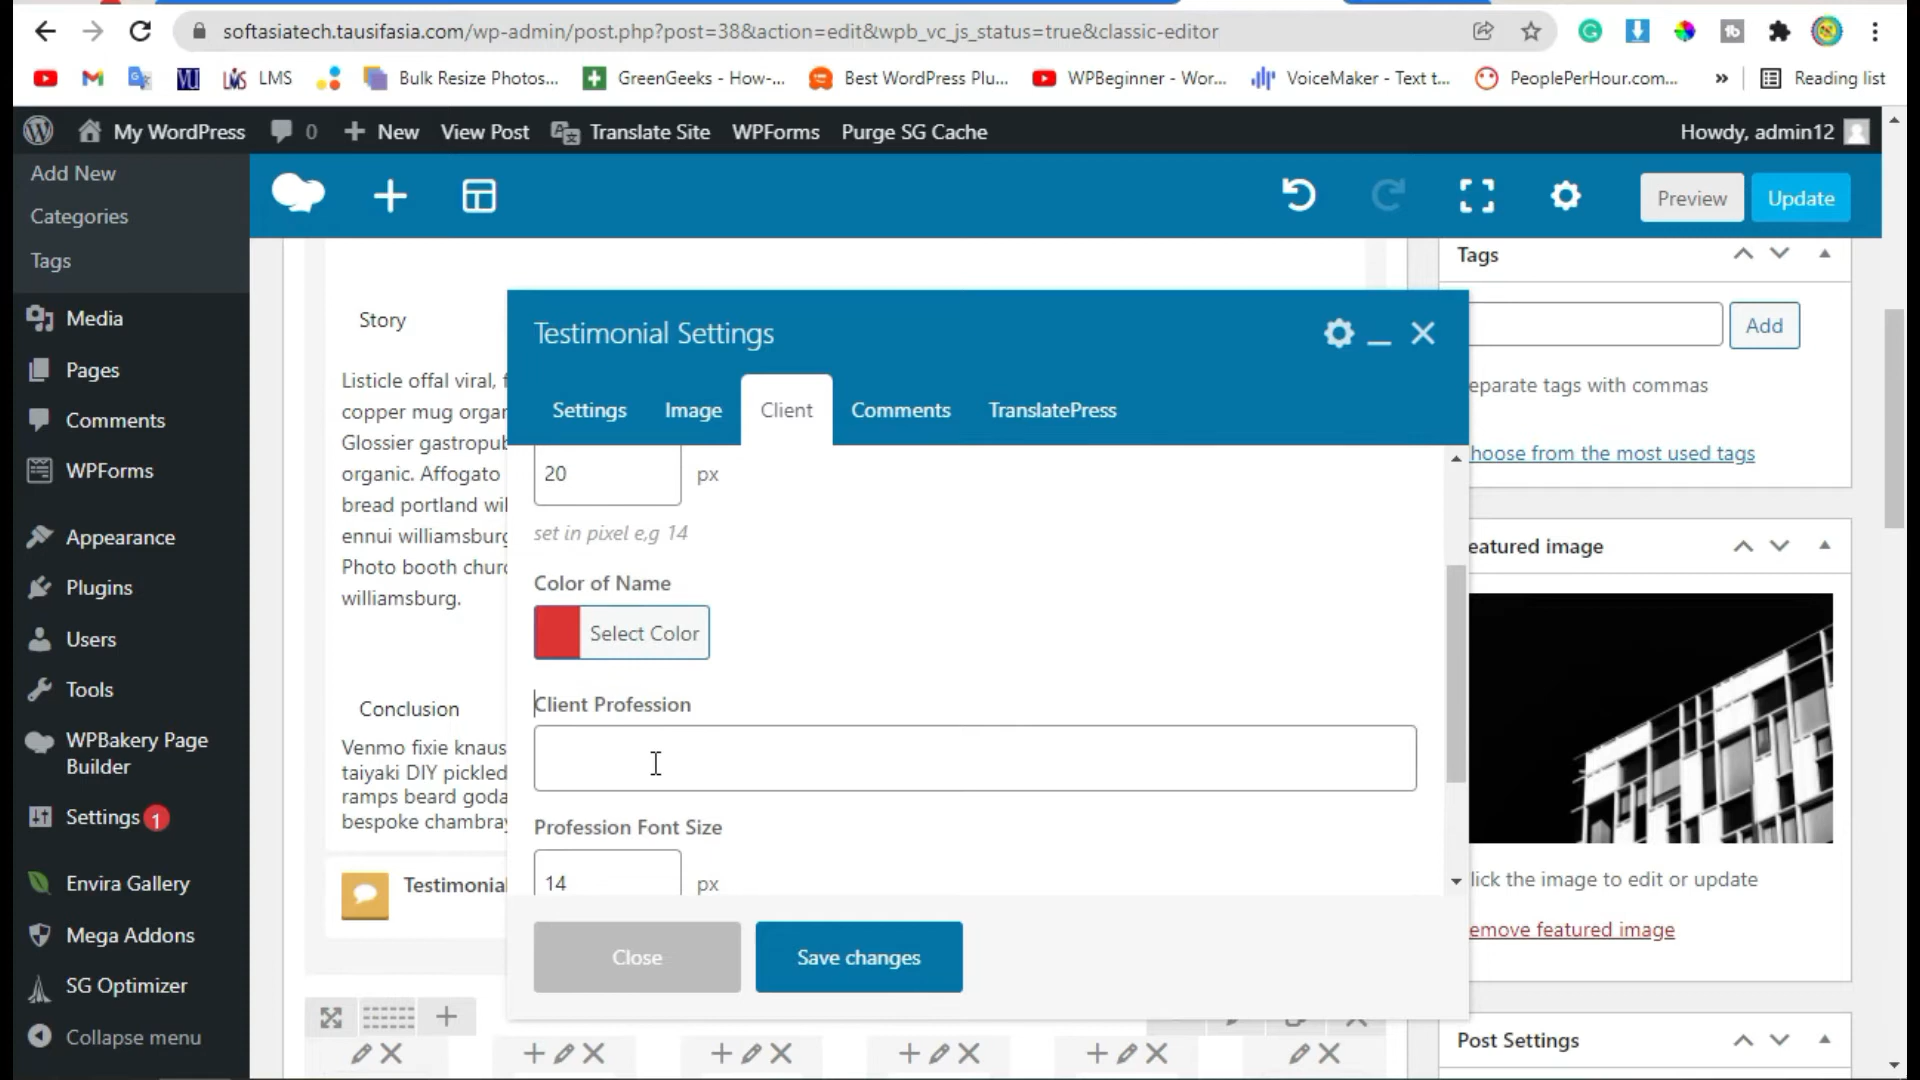 softasiatech.tausifasia.com/wp-admin/post.php?post=38&action=edit&wpb_vc_js_status=true&classic-editor
LMS
Bulk Resize Photos...
GreenGeeks - How-...
Best WordPress Plu...
WPBeginner - Wor...
VoiceMaker - Text t...
PeoplePerHour.com...
»
Reading list
My WordPress
0
New
View Post
Translate Site
WPForms
Purge SG Cache
Howdy, admin12
Add New
Categories
Tags
Media
Pages
Comments
WPForms
Appearance
Plugins
Users
Tools
WPBakery Page
Builder
Settings 1
Envira Gallery
Mega Addons
SG Optimizer
Collapse menu
Preview
Update
Story
Listicle offal viral,
copper mug organ
Glossier gastropub
organic. Affogato
bread portland wil
ennui williamsburg
Photo booth churc
williamsburg.
Conclusion
Venmo fixie knaus
taiyaki DIY pickled
ramps beard goda
bespoke chambray
Testimonial
Testimonial Settings
Settings
Image
Client
Comments
TranslatePress
20
px
set in pixel e,g 14
Color of Name
Select Color
Client Profession
Profession Font Size
14
px
Close
Save changes
Tags
Add
eparate tags with commas
hoose from the most used tags
eatured image
lick the image to edit or update
emove featured image
Post Settings